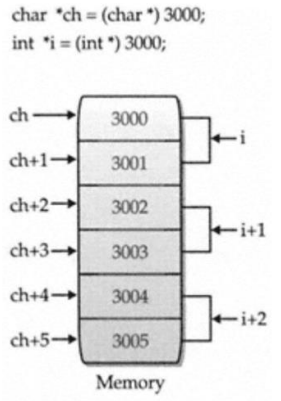 char *ch = (char *) 3000;
int *i = (int *) 3000;
ch 3000
i
ch+1 3001
ch+2 3002
i+1
ch+3 3003
ch+4 3004
i+2
ch+5 3005
Memory